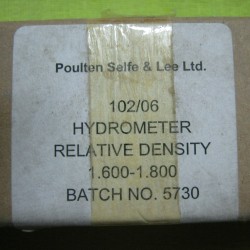 Poulten Selfe & Lee Ltd.
102/06
HYDROMETER
RELATIVE DENSITY
1.600-1.800
BATCH NO. 5730